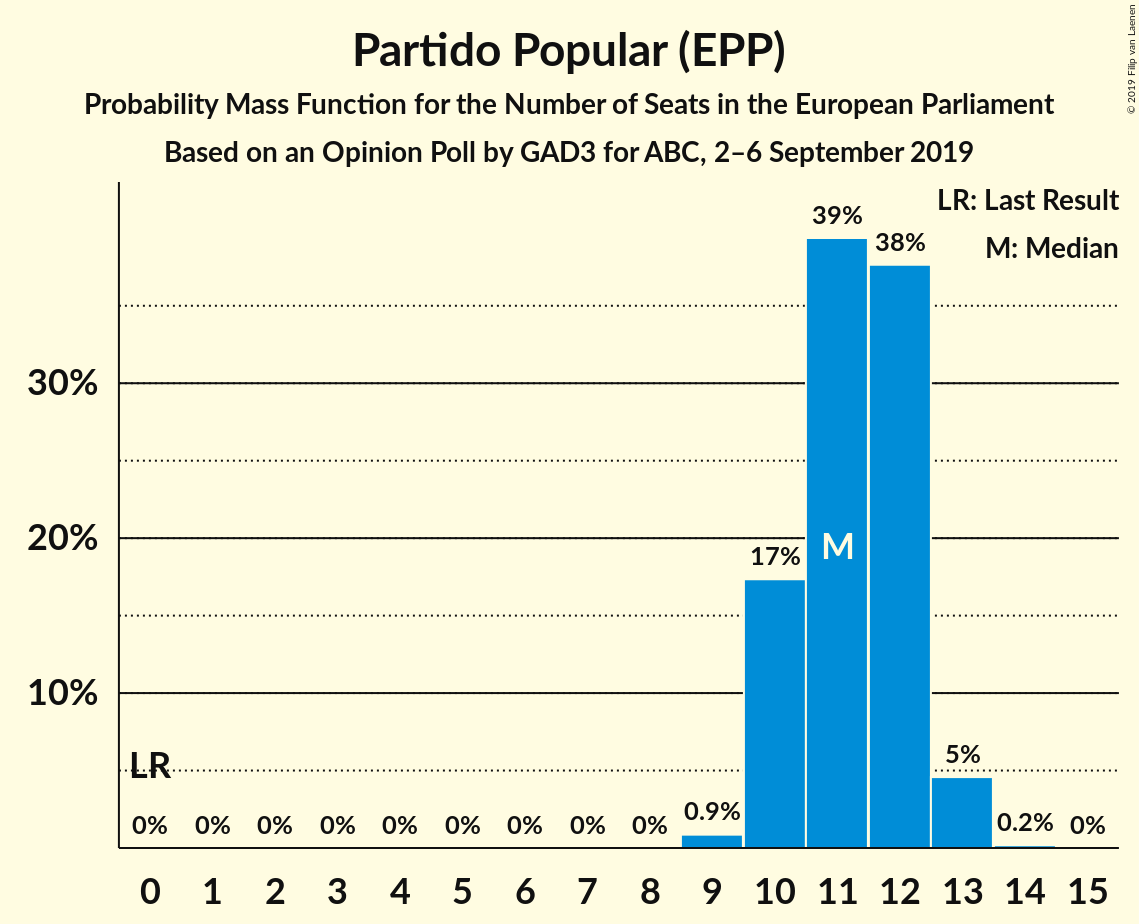 Partido Popular (EPP)
Probability Mass Function for the Number of Seats in the European Parliament
Based on an Opinion Poll by GAD3 for ABC, 2–6 September 2019
© 2019 Filip van Laenen
LR: Last Result
M: Median
39%
38%
30%
20%
M
17%
10%
LR
5%
0% 0% 0% 0% 0% 0% 0% 0% 0% 0.9% 0.2% 0%
0 1 2 3 4 5 6 7 8 9 10 11 12 13 14 15